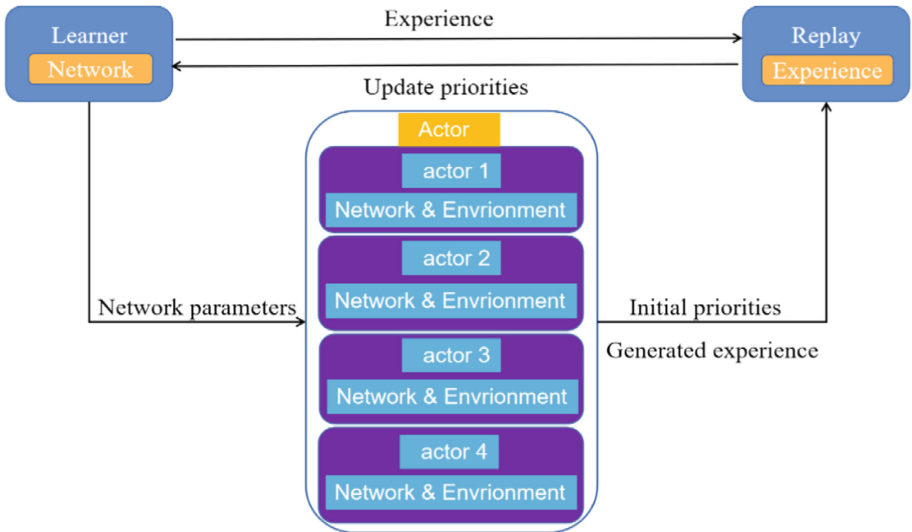 Experience
Learner
Network
Replay
Experience
Update priorities
Actor
actor 1
Network & Envrionment
actor 2
Network & Envrionment
Network parameters
Initial priorities
Generated experience
actor 3
Network & Envrionment
actor 4
Network & Envrionment